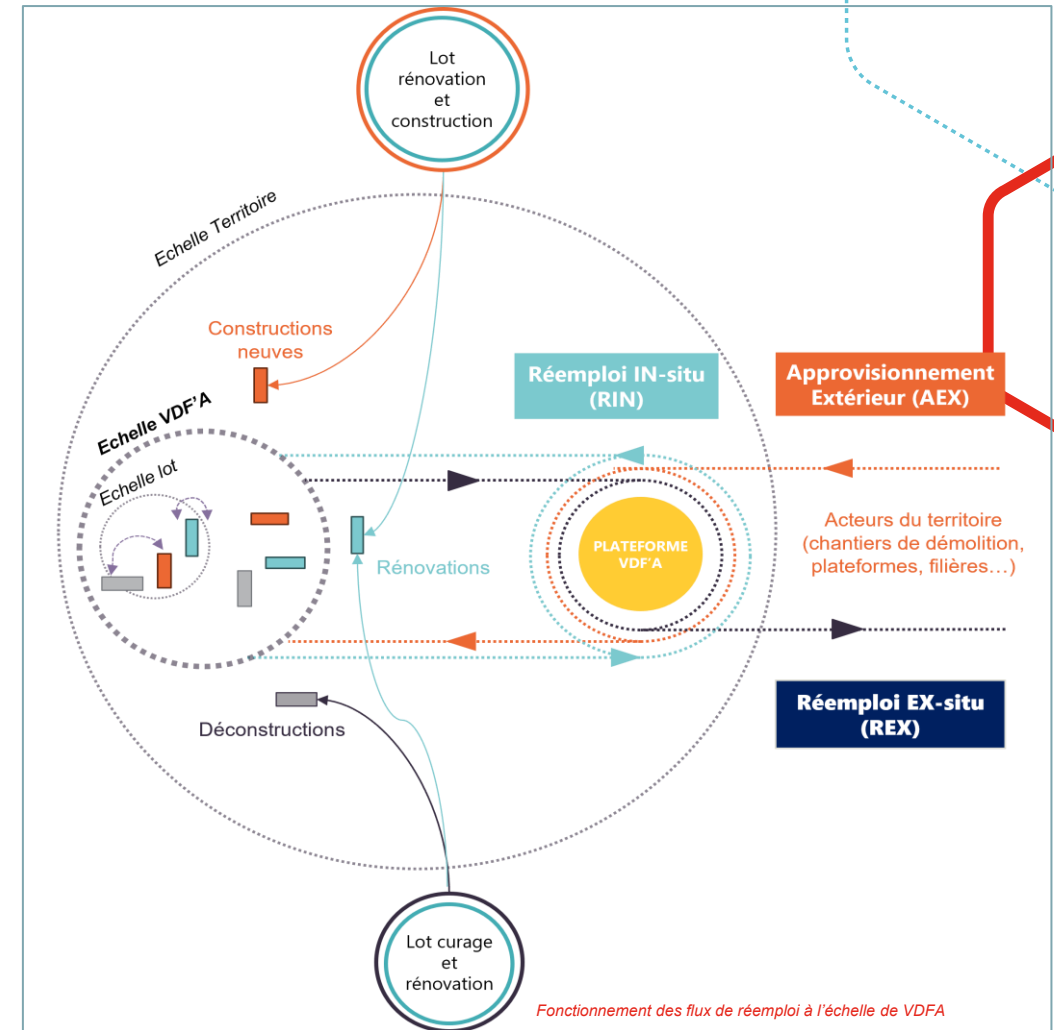 Lot
rénovation
et
construction
Echelle Territoire
Constructions
neuves
Réemploi IN-situ
(RIN)
Approvisionnement
Extérieur (AEX)
Echelle VDF'A
Echelle lot
Acteurs du territoire
(chantiers de démolition,
plateformes, filières…)
PLATEFORME
VDF'A
Rénovations
Réemploi EX-situ
(REX)
Déconstructions
Lot curage
et
rénovation
Fonctionnement des flux de réemploi à l'échelle de VDFA